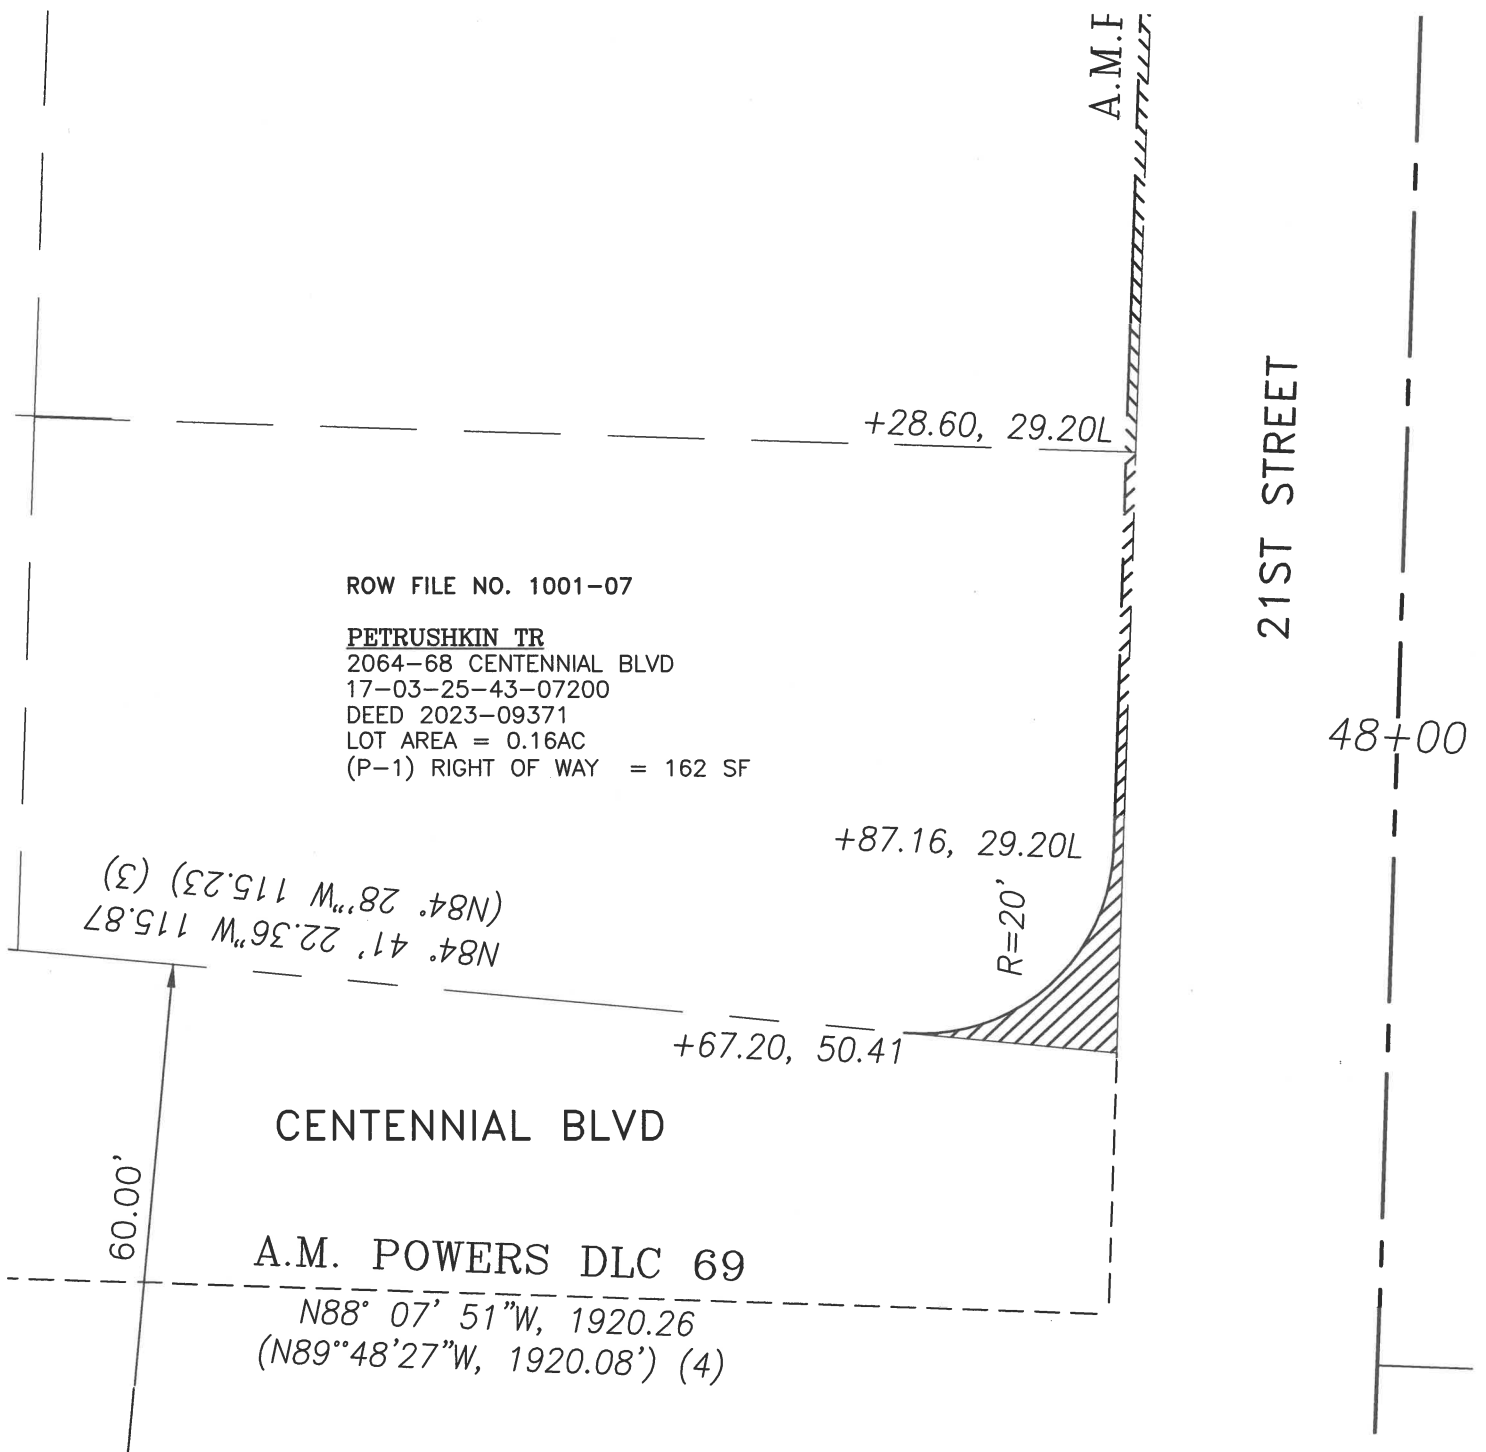 A.M.
+28.60, 29.20L
21ST STREET
ROW FILE NO. 1001-07
PETRUSHKIN TR
2064-68 CENTENNIAL BLVD
17-03-25-43-07200
DEED 2023-09371
LOT AREA = 0.16AC
(P-1) RIGHT OF WAY = 162 SF
48+00
+87.16, 29.20L
R=20'
N84° 41' 22.36"W 115.87
(N84° 28'"W 115.23) (3)
+67.20, 50.41
CENTENNIAL BLVD
60.00'
A.M. POWERS DLC 69
N88° 07' 51"W, 1920.26
(N89°°48'27"W, 1920.08') (4)